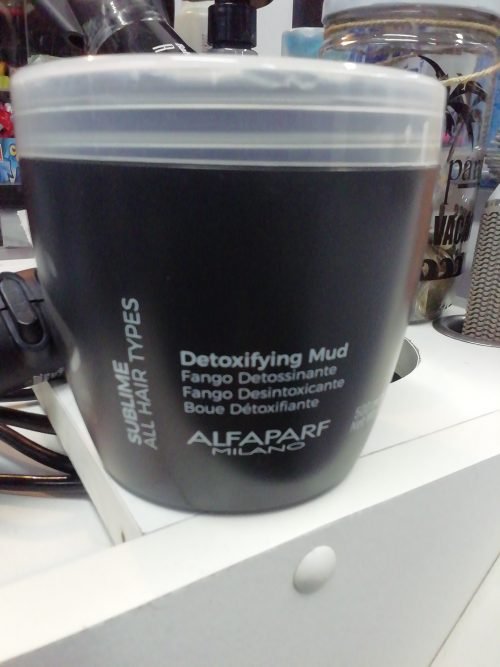 SUBLIME
ALL HAIR TYPES
Detoxifying Mud
Fango Detossinante
Fango Desintoxicante
Boue Détoxifiante
ALFAPARF
MILANO